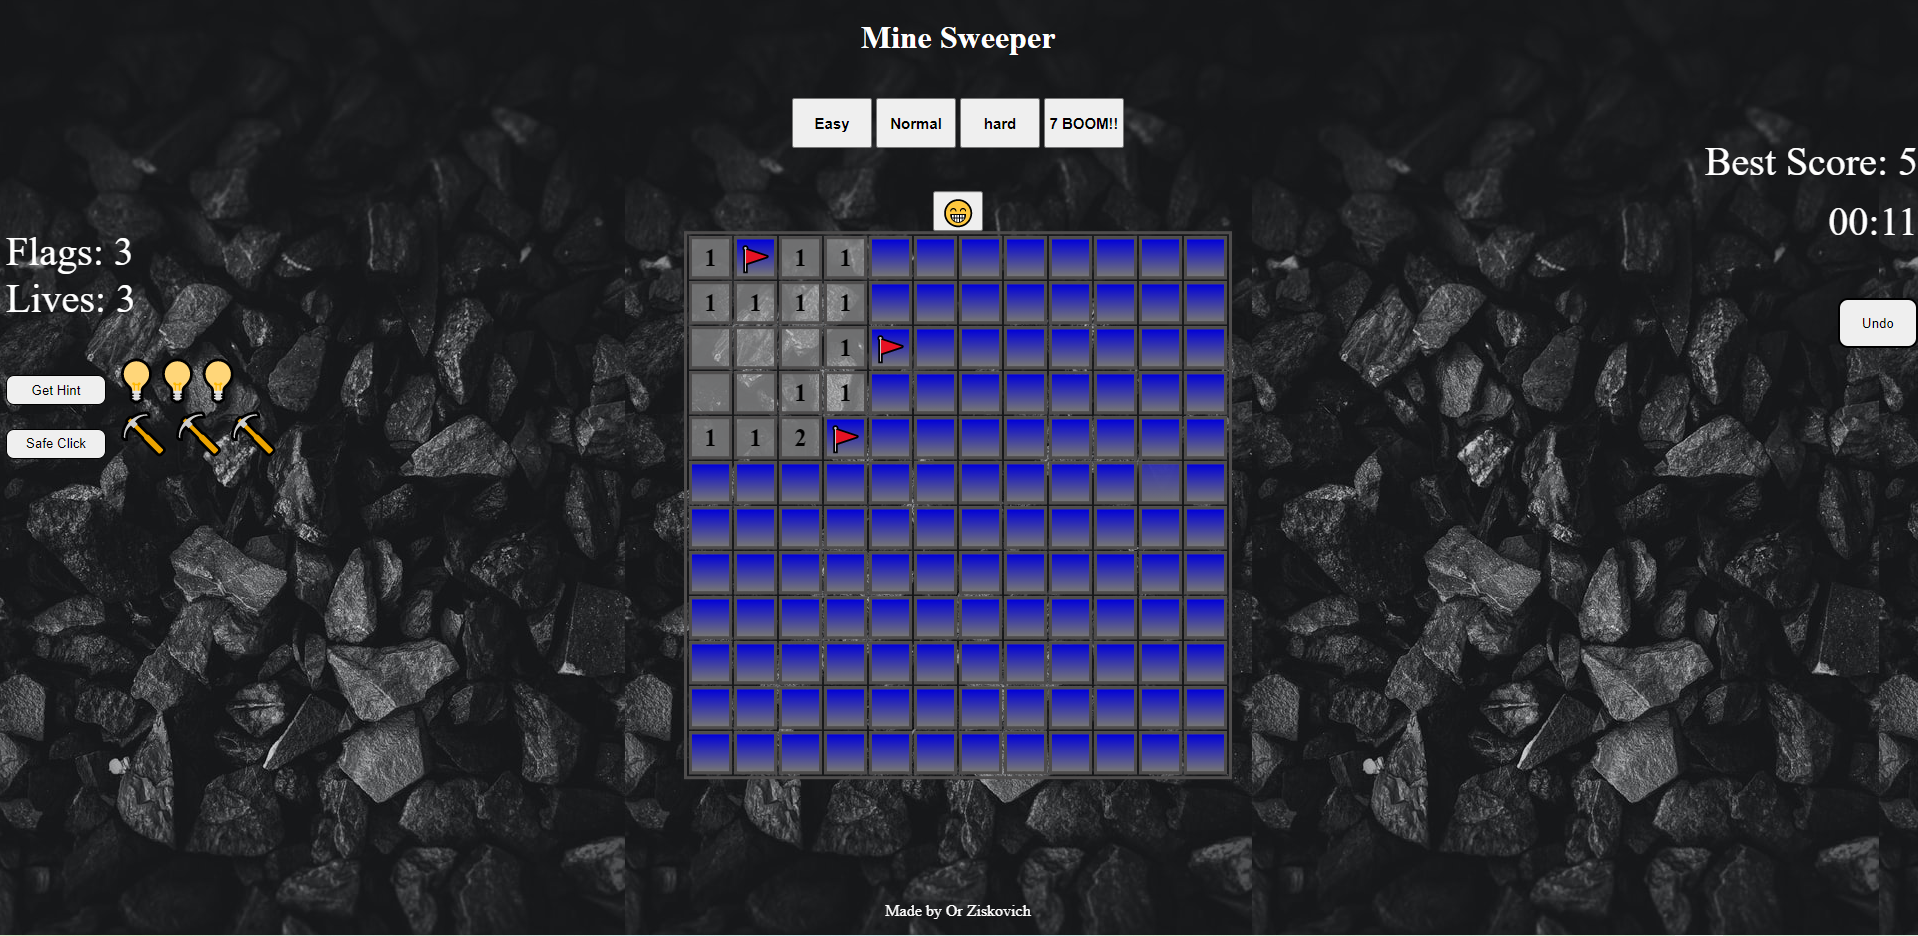 Mine Sweeper
Easy Normal hard 7 BOOM!!
Best Score: 5
00:11
Flags: 3
Lives: 3
Undo
Get Hint
Safe Click
1 1 1
1 1 1 1
1
1 1
1 1 2
Made by Or Ziskovich